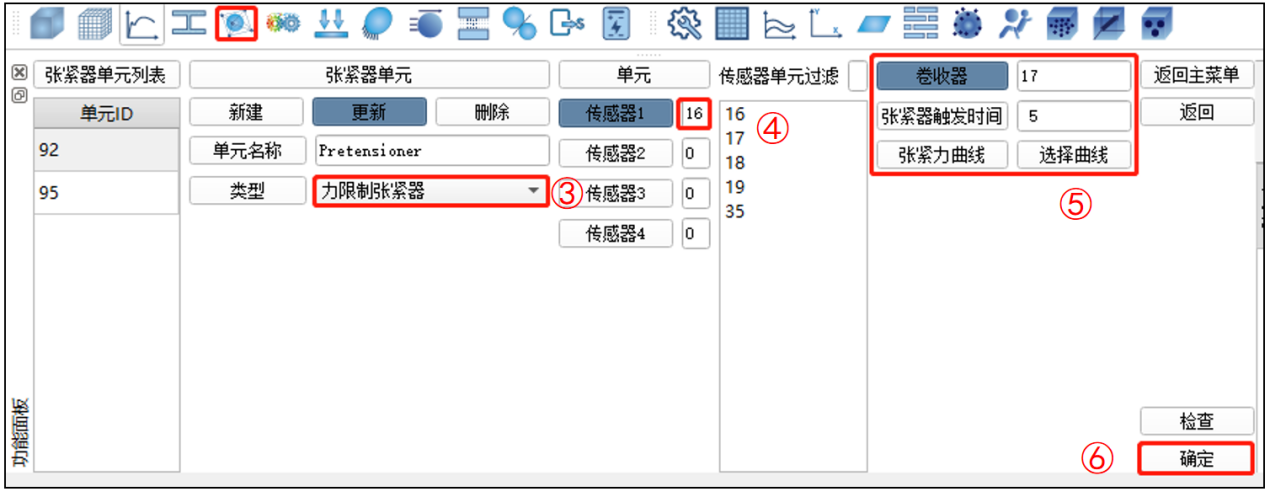 张紧器单元列表 张紧器单元 单元 传感器单元过滤 卷收器 17 返回主菜单
单元ID 新建 更新 删除 传感器1 16 16 ④ 张紧器触发时间 5 返回
17
92 单元名称 Pretensioner 传感器2 0 18 张紧力曲线 选择曲线
95 类型 力限制张紧器 ③ 传感器3 0 19 ⑤
35
传感器4 0
功能面板
检查
⑥ 确定